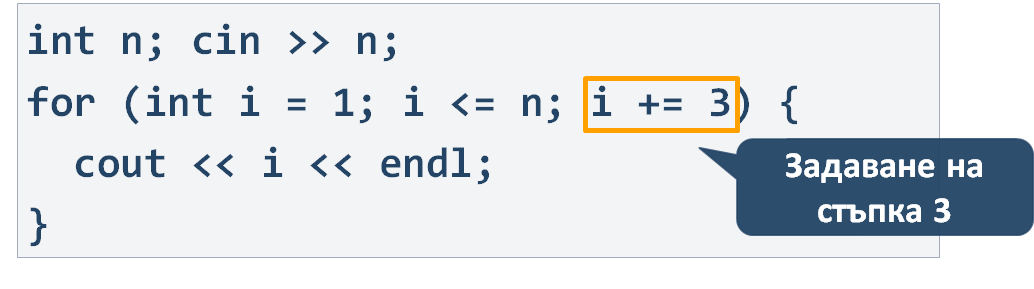 int n; cin >> n;
for (int i = 1; i <= n; i += 3) {
  cout << i << endl;
}
Задаване на
стъпка 3